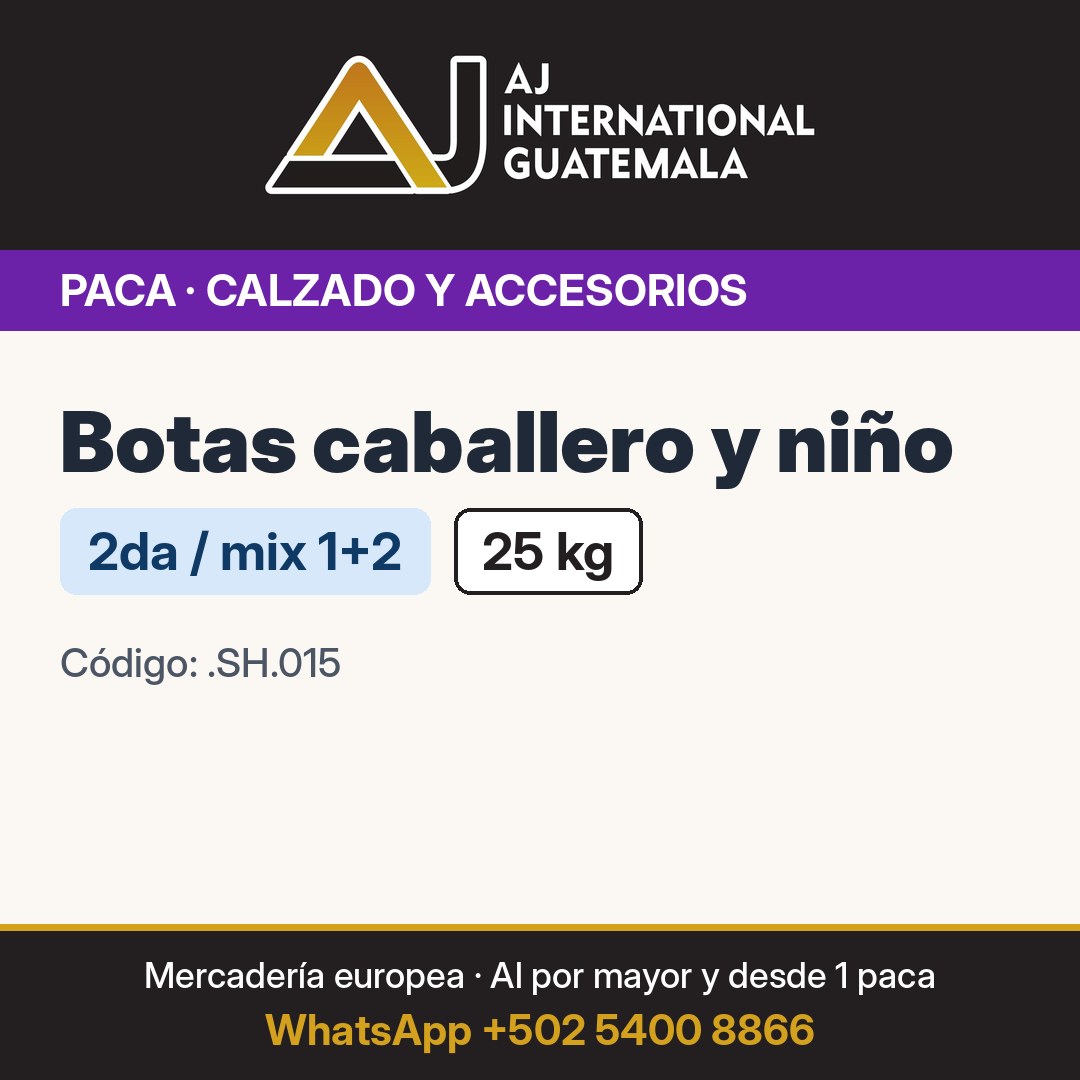 AJ
AJ
INTERNATIONAL
GUATEMALA
PACA · CALZADO Y ACCESORIOS
Botas caballero y niño
2da / mix 1+2
25 kg
Código: .SH.015
Mercadería europea · Al por mayor y desde 1 paca
WhatsApp +502 5400 8866